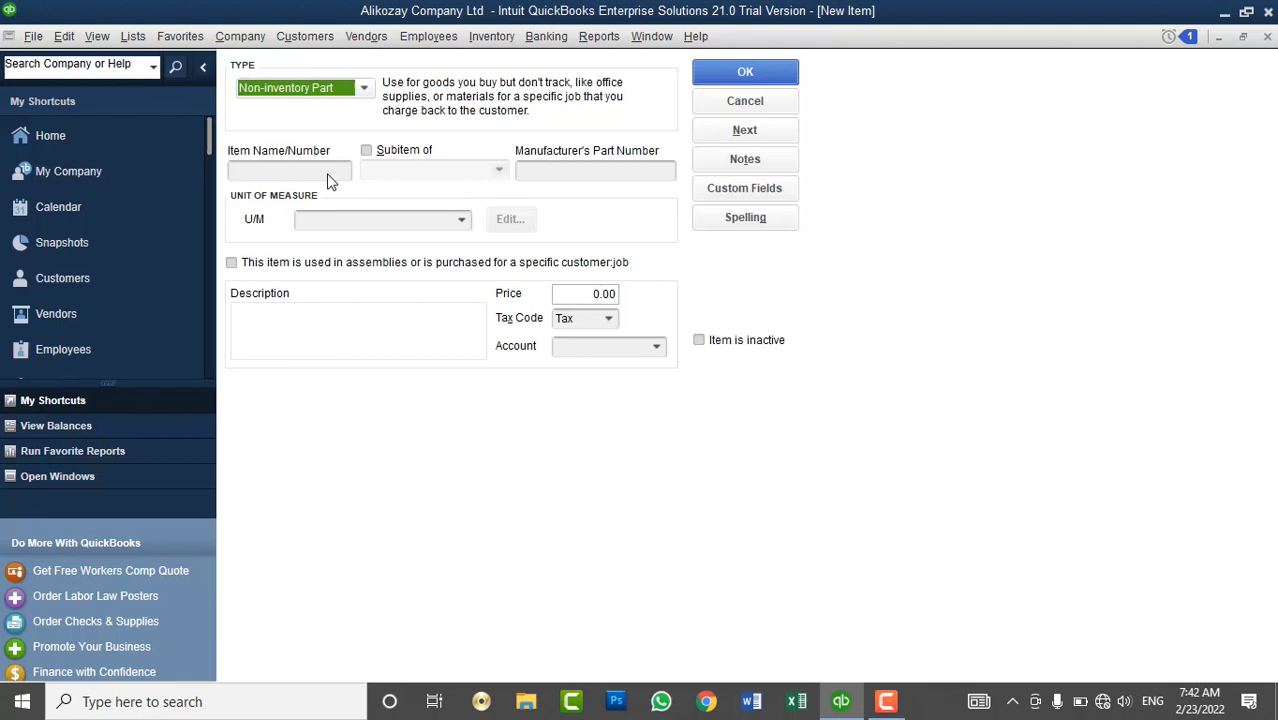 Alikozay Company Ltd - Intuit QuickBooks Enterprise Solutions 21.0 Trial Version - [New Item]
File Edit View Lists Favorites Company Customers Vendors Employees Inventory Banking Reports Window Help
1
Search Company or Help
My Shortcuts
Home
My Company
Calendar
Snapshots
Customers
Vendors
Employees
My Shortcuts
View Balances
Run Favorite Reports
Open Windows
Do More With QuickBooks
Get Free Workers Comp Quote
Order Labor Law Posters
Order Checks & Supplies
Promote Your Business
Finance with Confidence
TYPE
Non-inventory Part
Use for goods you buy but don't track, like office
supplies, or materials for a specific job that you
charge back to the customer.
Item Name/Number
Subitem of
Manufacturer's Part Number
UNIT OF MEASURE
U/M
Edit...
This item is used in assemblies or is purchased for a specific customer:job
Description
Price 0.00
Tax Code Tax
Account
OK
Cancel
Next
Notes
Custom Fields
Spelling
Item is inactive
Type here to search
Ps
ENG
7:42 AM
2/23/2022